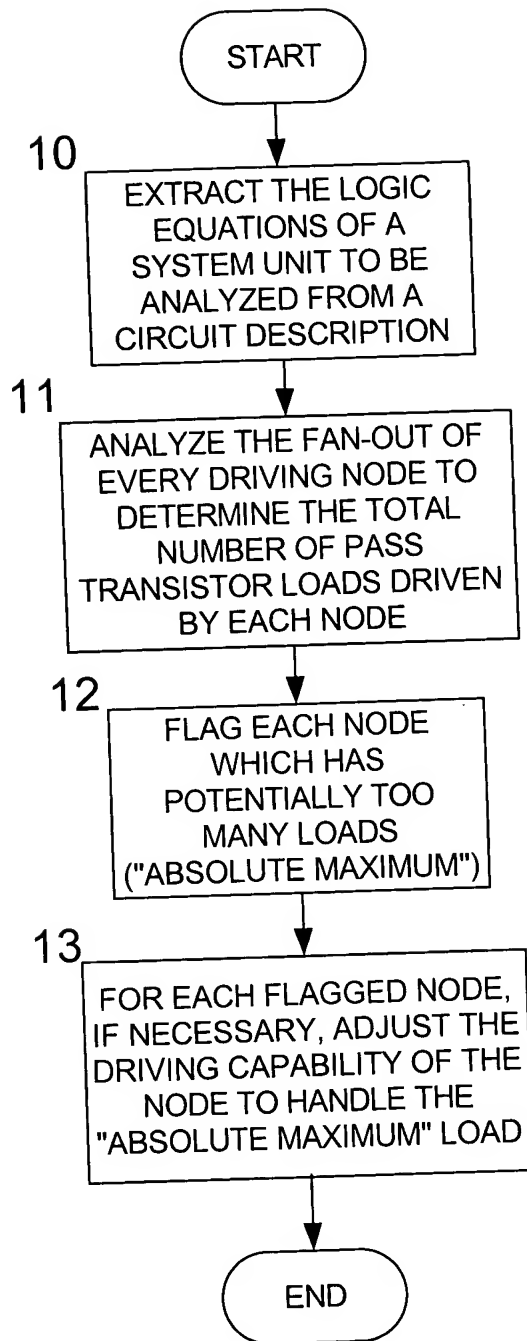 START
10
EXTRACT THE LOGIC
EQUATIONS OF A
SYSTEM UNIT TO BE
ANALYZED FROM A
CIRCUIT DESCRIPTION
11
ANALYZE THE FAN-OUT OF
EVERY DRIVING NODE TO
DETERMINE THE TOTAL
NUMBER OF PASS
TRANSISTOR LOADS DRIVEN
BY EACH NODE
12
FLAG EACH NODE
WHICH HAS
POTENTIALLY TOO
MANY LOADS
("ABSOLUTE MAXIMUM")
13
FOR EACH FLAGGED NODE,
IF NECESSARY, ADJUST THE
DRIVING CAPABILITY OF THE
NODE TO HANDLE THE
"ABSOLUTE MAXIMUM" LOAD
END